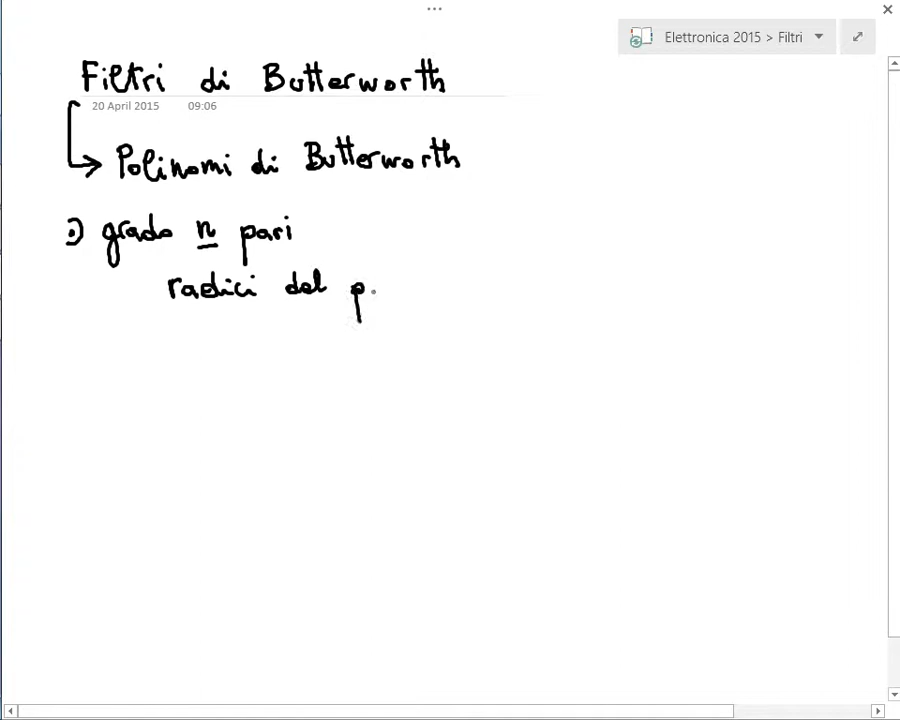 Elettronica 2015 > Filtri
Filtri di Butterworth
20 April 2015 09:06
Polinomi di Butterworth
•) grado n pari
radici del p